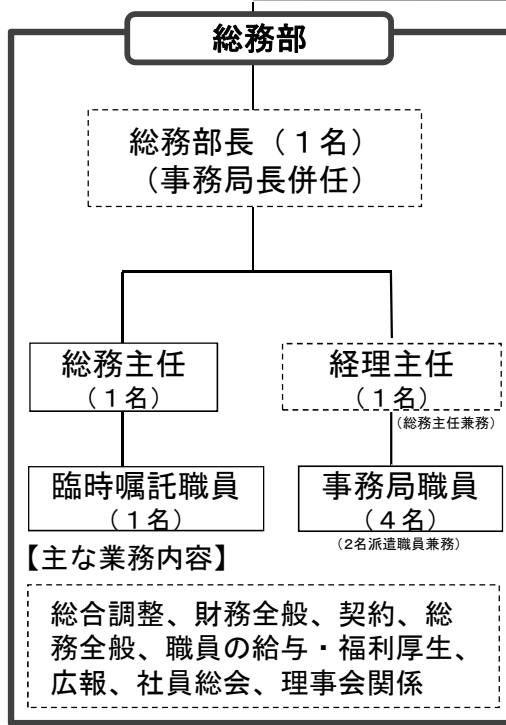 総務部
総務部長（１名）
（事務局長併任）
総務主任
（１名）
経理主任
（１名）
（総務主任兼務）
臨時嘱託職員
（１名）
事務局職員
（４名）
（2名派遣職員兼務）
【主な業務内容】
総合調整、財務全般、契約、総
務全般、職員の給与・福利厚生、
広報、社員総会、理事会関係